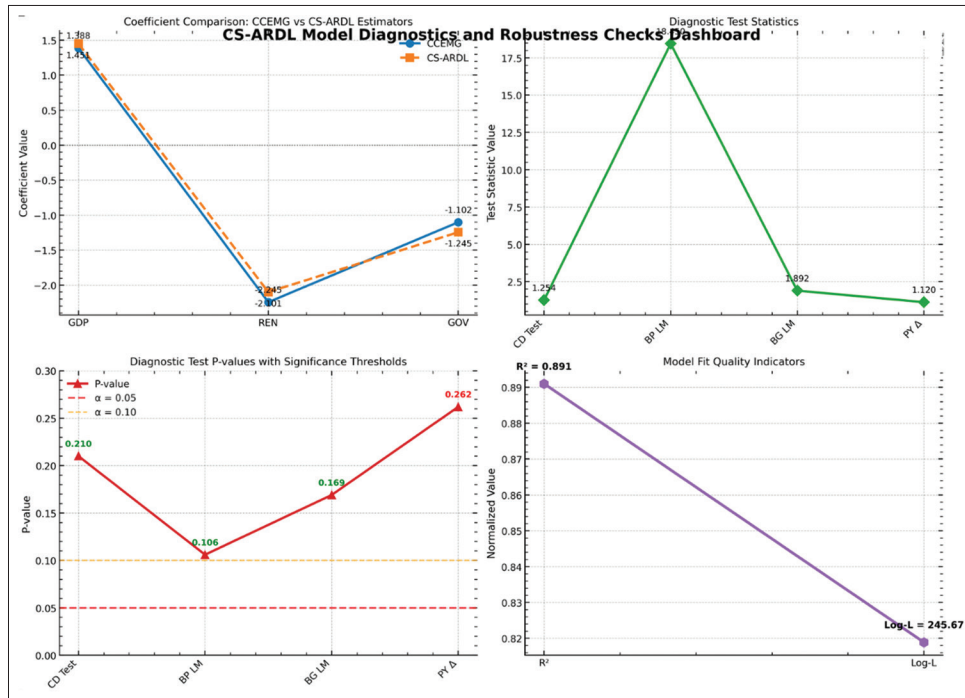 CS-ARDL Model Diagnostics and Robustness Checks Dashboard
Coefficient Comparison: CCEMG vs CS-ARDL Estimators
CCEMG
CS-ARDL
Coefficient Value
1.5
1.0
0.5
0.0
−0.5
−1.0
−1.5
−2.0
1.388
1.451
-2.245
-2.101
-1.102
-1.245
GDP
REN
GOV
Diagnostic Test Statistics
Test Statistic Value
17.5
15.0
12.5
10.0
7.5
5.0
2.5
1.254
1.892
1.120
CD Test
BP LM
BG LM
PY Δ
Diagnostic Test P-values with Significance Thresholds
P-value
α = 0.05
α = 0.10
P-value
0.30
0.25
0.20
0.15
0.10
0.05
0.00
0.210
0.106
0.169
0.262
CD Test
BP LM
BG LM
PY Δ
Model Fit Quality Indicators
Normalized Value
0.89
0.88
0.87
0.86
0.85
0.84
0.83
0.82
R² = 0.891
Log-L = 245.67
R²
Log-L